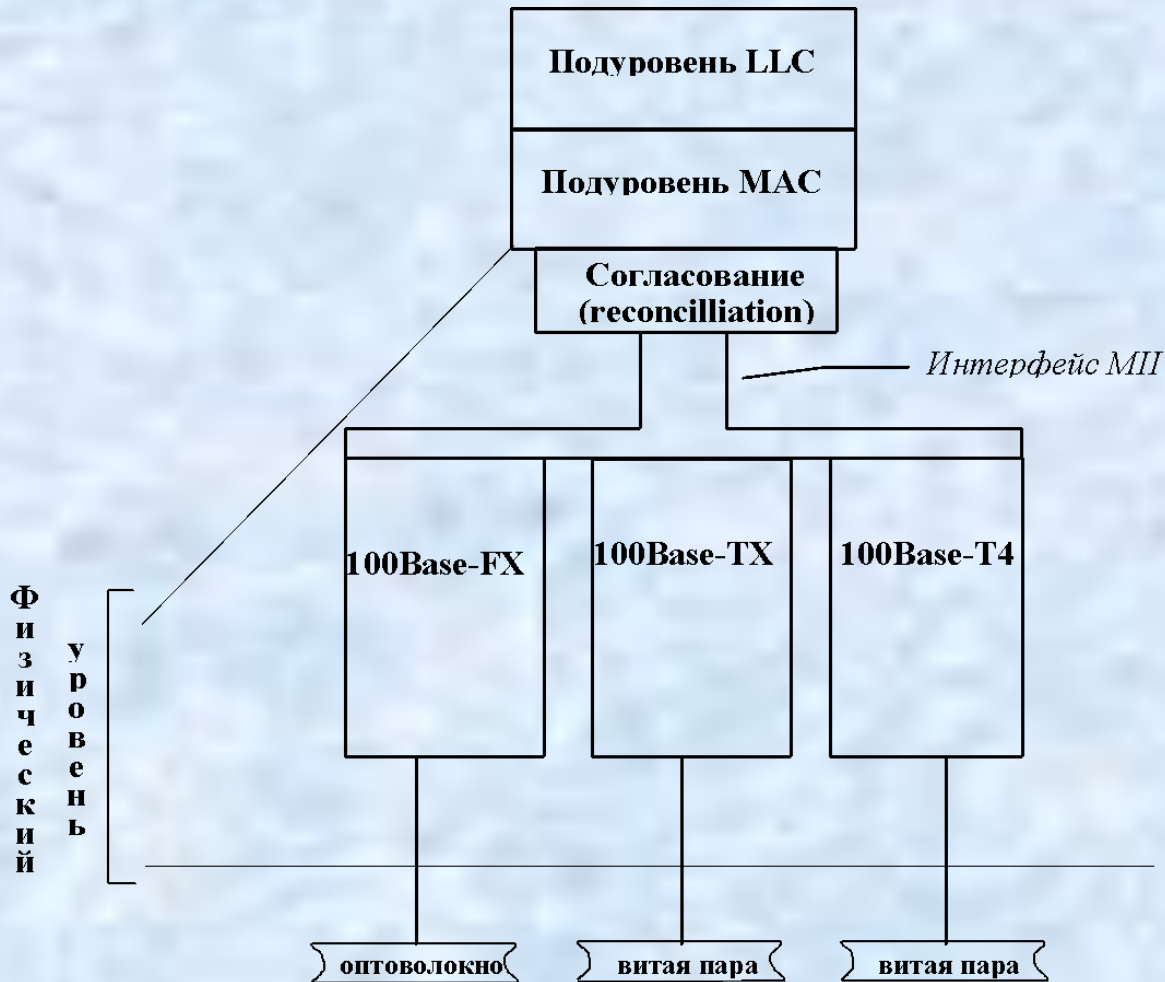 Подуровень LLC
Подуровень MAC
Согласование
(reconcilliation)
Интерфейс MII
100Base-FX
100Base-TX
100Base-T4
Физический
уровень
оптоволокно
витая пара
витая пара